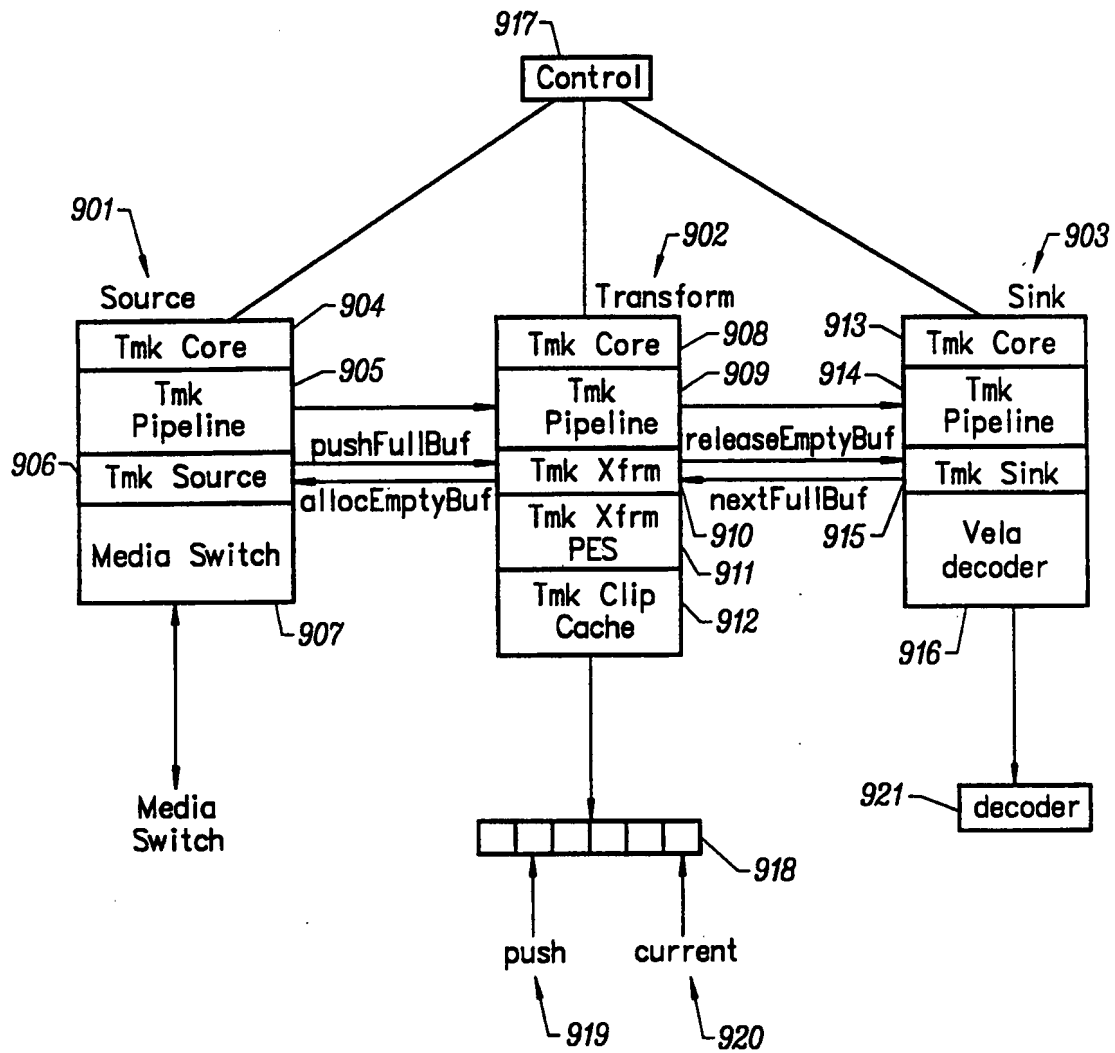 917
Control
901
902
903
Source
904
Transform
Sink
Tmk Core
Tmk Core
908
913
Tmk Core
905
909
914
Tmk
Pipeline
Tmk
Pipeline
Tmk
Pipeline
pushFullBuf
releaseEmptyBuf
906
Tmk Source
Tmk Xfrm
Tmk Sink
allocEmptyBuf
nextFullBuf
910
915
Media Switch
Tmk Xfrm
PES
911
Vela
decoder
907
Tmk Clip
Cache
912
916
Media
Switch
921
decoder
918
push
current
919
920